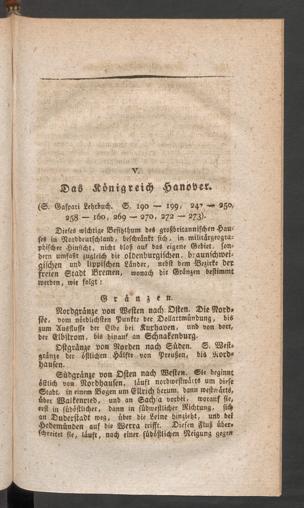 V.
Das Königreich Hanover.
(S. Gaspari Lehrbuch. S. 190 — 199, 247 — 250,
258 — 160, 269 — 270, 272 — 273).
Dieses wichtige Besitzthum des großbritannischen Hau-
ses in Norddeutschland, beschränkt sich, in militärzeogra-
phischer Hinsicht, nicht bloß auf das eigene Gebiet, son-
dern umfaßt zugleich die oldenburgischen, braunschwei-
gischen und lippischen Länder, nebst dem Bezirke der
freien Stadt Bremen, wonach die Gränzen bestimmt
werden, wie folgt:
Gränzen.
Nordgränze von Westen nach Osten. Die Nord-
see, vom nördlichsten Punkte der Dollartmündung, bis
zum Ausflusse der Elbe bei Kuxhaven, und von dort,
der Elbstrom, bis hinauf an Schnakenburg.
Ostgränze von Norden nach Süden. S. West-
gränze der östlichen Hälfte von Preußen, bis Nord-
hausen.
Südgränze von Osten nach Westen. Sie beginnt
östlich von Nordhausen, läuft nordwestwärts um diese
Stadt, in einem Bogen um Ellrich herum, dann westwärts,
über Walkenried, und an Sachsa vorbei, worauf sie,
erst in südöstlicher, dann in südwestlicher Richtung, sich
an Duderstadt weg, über die Leine hinzieht, und bei
Hedemünden auf die Werra trifft. Diesen Fluß über-
schreitet sie, läuft, nach einer südöstlichen Neigung gegen